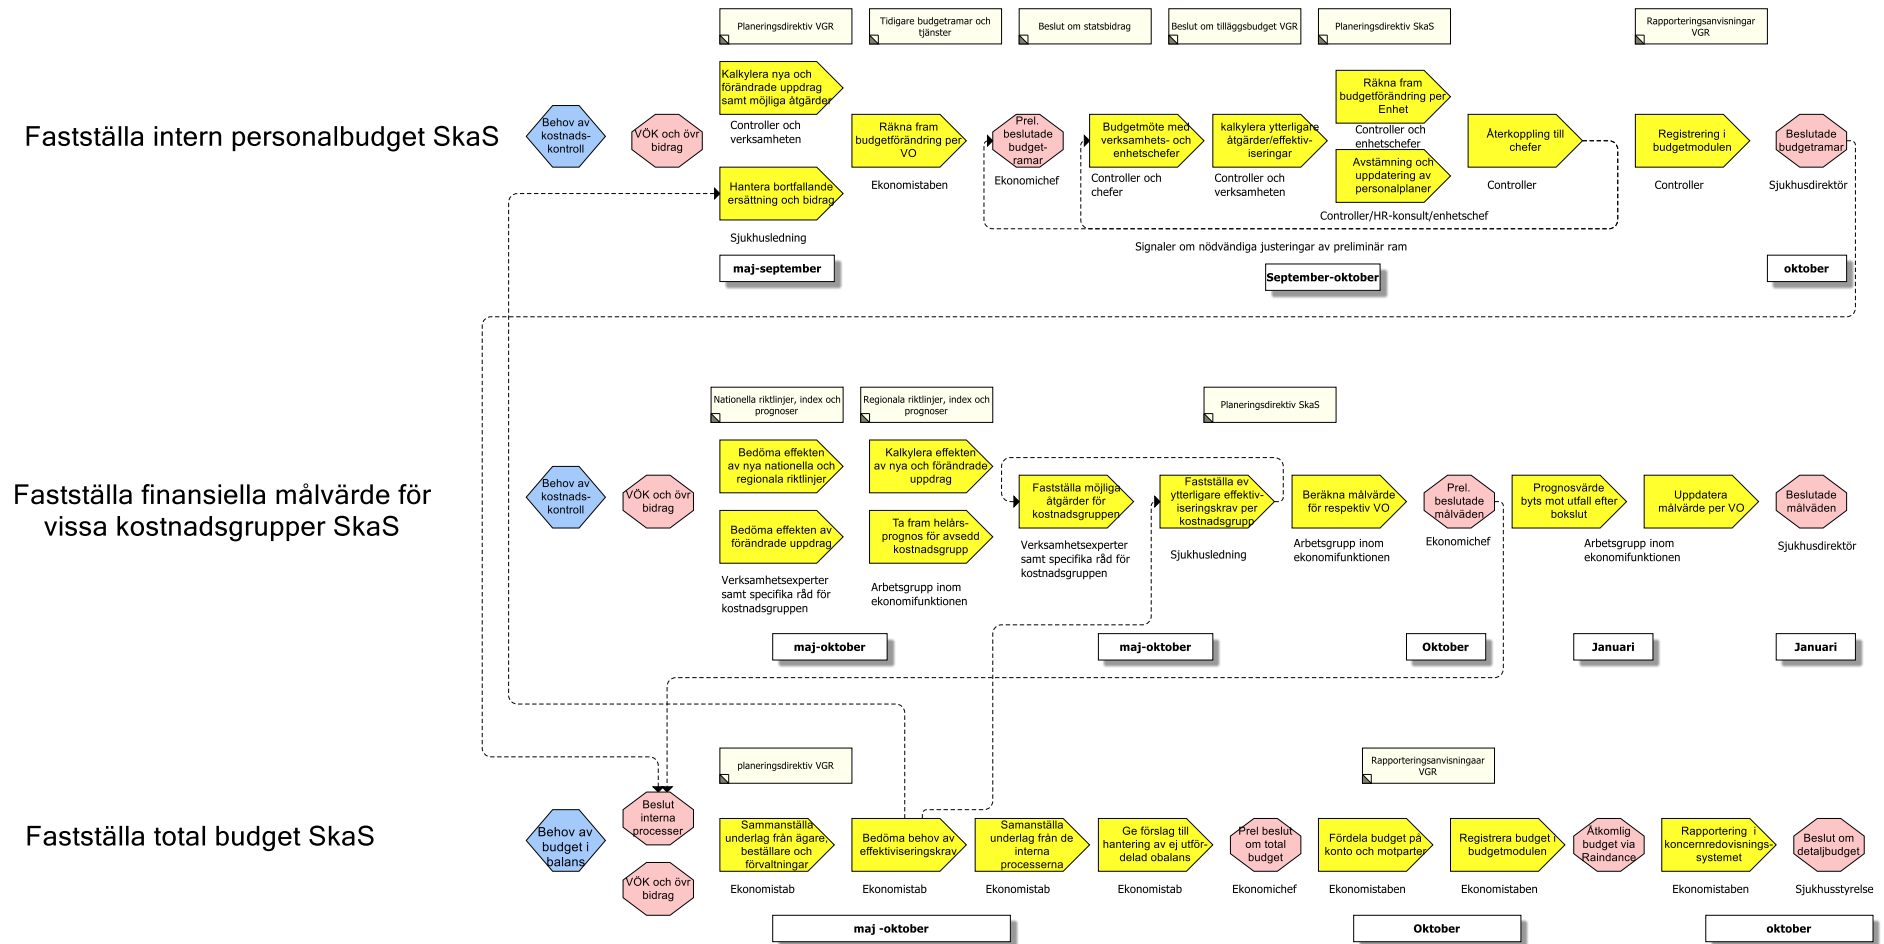 Planeringsdirektiv VGR
Tidigare budgetramar och
tjänster
Beslut om statsbidrag
Beslut om tilläggsbudget VGR
Planeringsdirektiv SkaS
Rapporteringsanvisningar
VGR
Fastställa intern personalbudget SkaS
Behov av
kostnads-
kontroll
VÖK och övr
bidrag
Kalkylera nya och
förändrade uppdrag
samt möjliga åtgärder
Controller och
verksamheten
Hantera bortfallande
ersättning och bidrag
Sjukhusledning
maj-september
Räkna fram
budgetförändring per
VO
Ekonomistaben
Prel.
beslutade
budget-
ramar
Ekonomichef
Budgetmöte med
verksamhets- och
enhetschefer
Controller och
chefer
kalkylera ytterligare
åtgärder/effektiv-
iseringar
Controller och
verksamheten
Räkna fram
budgetförändring per
Enhet
Controller och
enhetschefer
Avstämning och
uppdatering av
personalplaner
Controller/HR-konsult/enhetschef
Återkoppling till
chefer
Controller
Signaler om nödvändiga justeringar av preliminär ram
September-oktober
Registrering i
budgetmodulen
Controller
Beslutade
budgetramar
Sjukhusdirektör
oktober
Nationella riktlinjer, index och
prognoser
Regionala riktlinjer, index och
prognoser
Planeringsdirektiv SkaS
Fastställa finansiella målvärde för
vissa kostnadsgrupper SkaS
Behov av
kostnads-
kontroll
VÖK och övr
bidrag
Bedöma effekten
av nya nationella och
regionala riktlinjer
Bedöma effekten av
förändrade uppdrag
Verksamhetsexperter
samt specifika råd för
kostnadsgruppen
Kalkylera effekten
av nya och förändrade
uppdrag
Ta fram helårs-
prognos för avsedd
kostnadsgrupp
Arbetsgrupp inom
ekonomifunktionen
Fastställa möjliga
åtgärder för
kostnadsgruppen
Verksamhetsexperter
samt specifika råd för
kostnadsgruppen
Fastställa ev
ytterligare effektiv-
iseringskrav per
kostnadsgrupp
Sjukhusledning
Beräkna målvärde
för respektiv VO
Arbetsgrupp inom
ekonomifunktionen
Prel.
beslutade
målväden
Ekonomichef
Prognosvärde
byts mot utfall efter
bokslut
Uppdatera
målvärde per VO
Arbetsgrupp inom
ekonomifunktionen
Beslutade
målväden
Sjukhusdirektör
maj-oktober
maj-oktober
Oktober
Januari
Januari
planeringsdirektiv VGR
Rapporteringsanvisningaar
VGR
Fastställa total budget SkaS
Behov av
budget i
balans
Beslut
interna
processer
VÖK och övr
bidrag
Sammanställa
underlag från ägare,
beställare och
förvaltningar
Ekonomistab
Bedöma behov av
effektiviseringskrav
Ekonomistab
Samanställa
underlag från de
interna
processerna
Ekonomistab
Ge förslag till
hantering av ej utför-
delad obalans
Ekonomistab
Prel beslut
om total
budget
Ekonomichef
Fördela budget på
konto och motparter
Ekonomistaben
Registrera budget i
budgetmodulen
Ekonomistaben
Åtkomlig
budget via
Raindance
Rapportering i
koncernredovisnings-
systemet
Ekonomistaben
Beslut om
detaljbudget
Sjukhusstyrelse
maj -oktober
Oktober
oktober